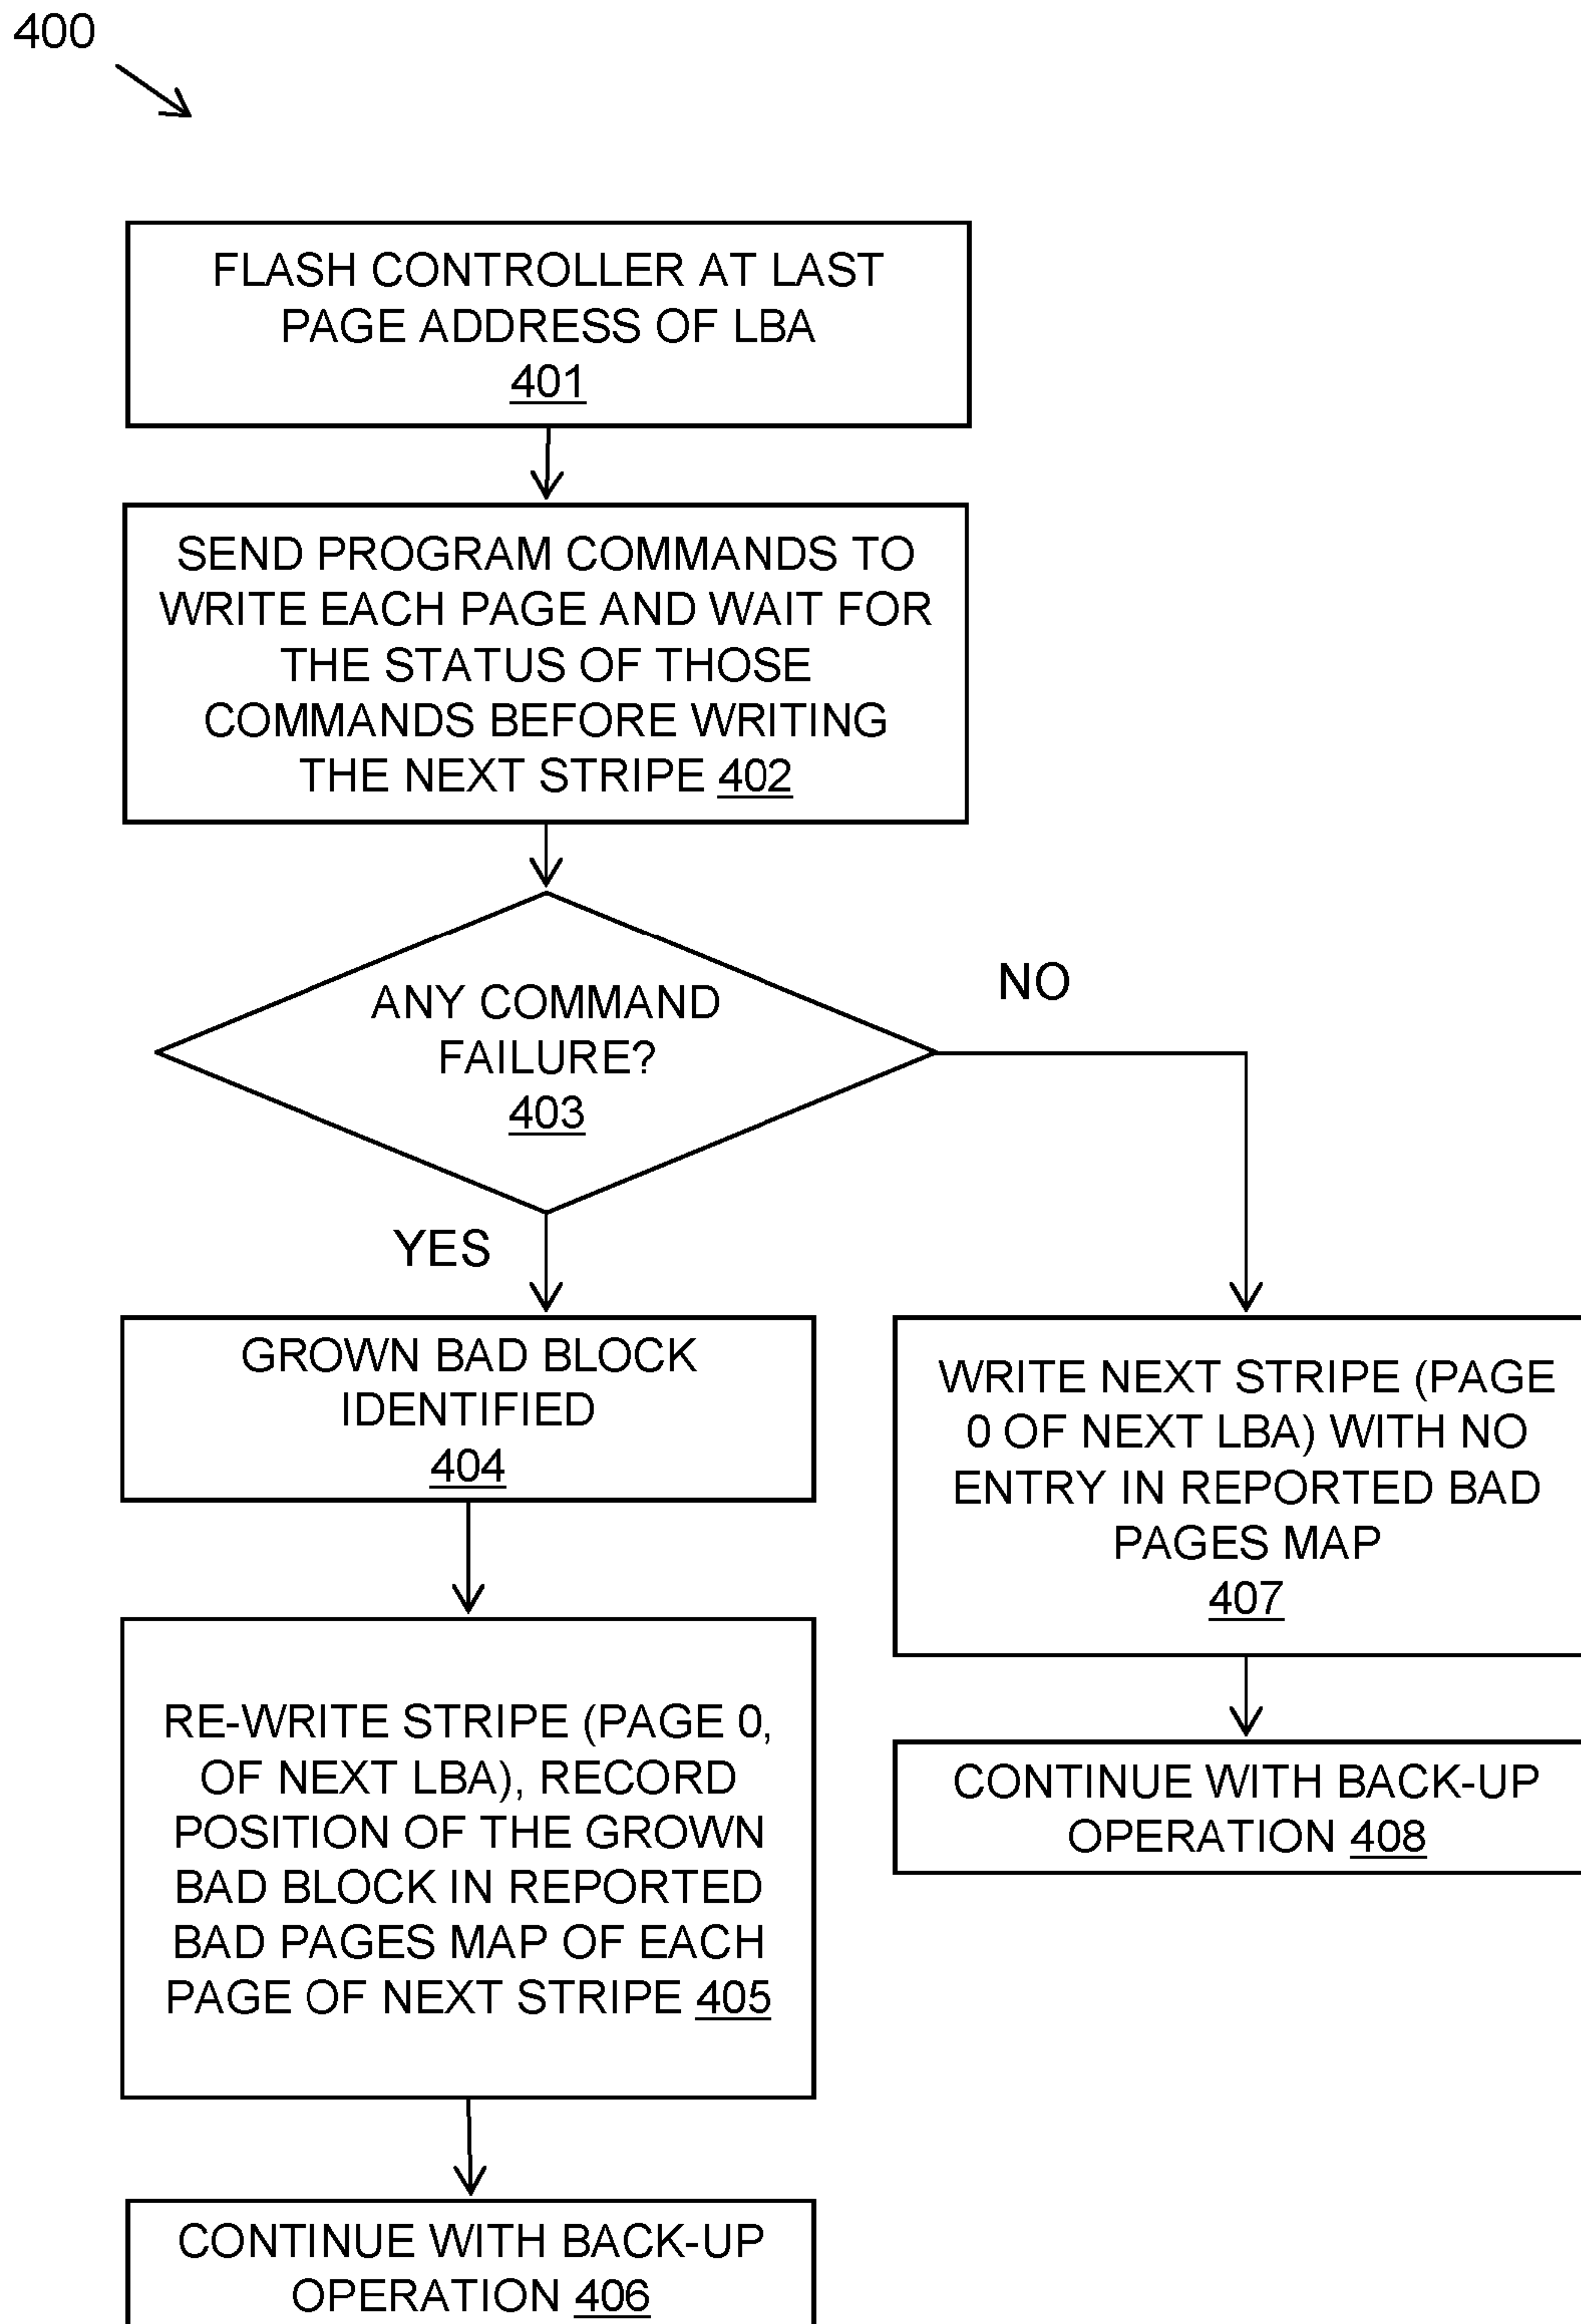 400
FLASH CONTROLLER AT LAST
PAGE ADDRESS OF LBA
401
SEND PROGRAM COMMANDS TO
WRITE EACH PAGE AND WAIT FOR
THE STATUS OF THOSE
COMMANDS BEFORE WRITING
THE NEXT STRIPE 402
ANY COMMAND
FAILURE?
403
NO
YES
GROWN BAD BLOCK
IDENTIFIED
404
RE-WRITE STRIPE (PAGE 0,
OF NEXT LBA), RECORD
POSITION OF THE GROWN
BAD BLOCK IN REPORTED
BAD PAGES MAP OF EACH
PAGE OF NEXT STRIPE 405
CONTINUE WITH BACK-UP
OPERATION 406
WRITE NEXT STRIPE (PAGE
0 OF NEXT LBA) WITH NO
ENTRY IN REPORTED BAD
PAGES MAP
407
CONTINUE WITH BACK-UP
OPERATION 408